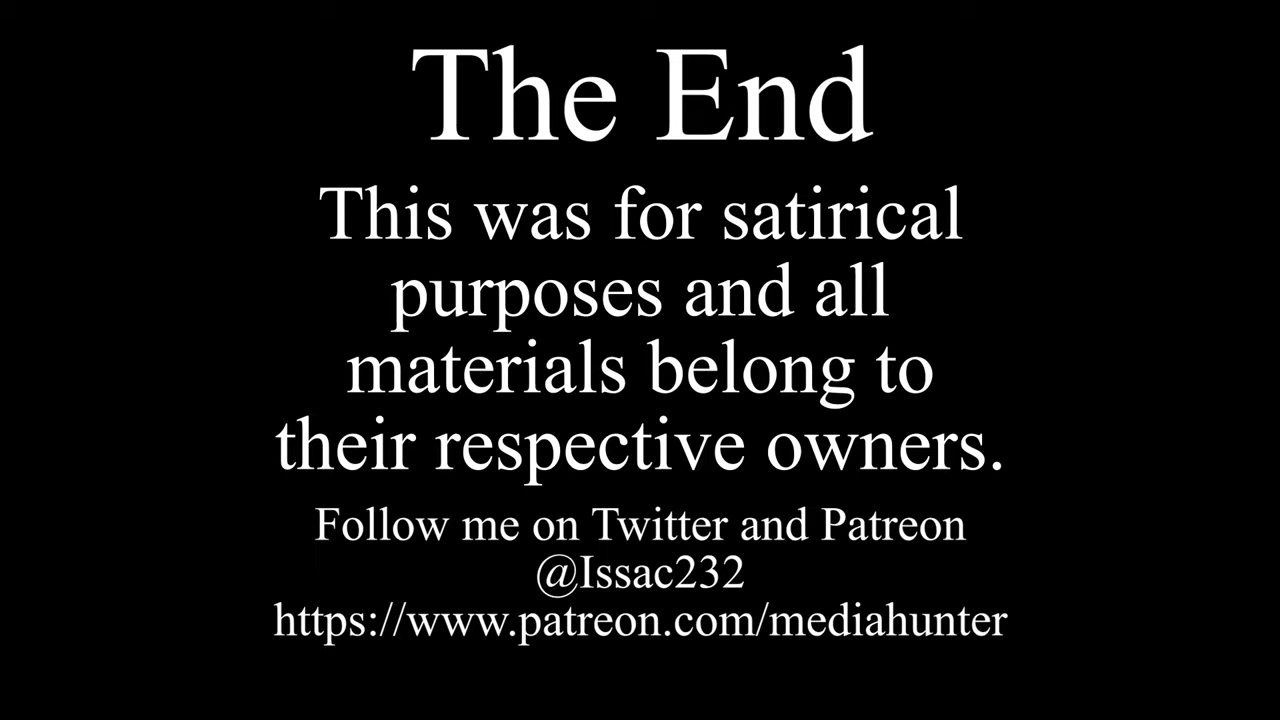 The End
This was for satirical
purposes and all
materials belong to
their respective owners.
Follow me on Twitter and Patreon
@Issac232
https://www.patreon.com/mediahunter